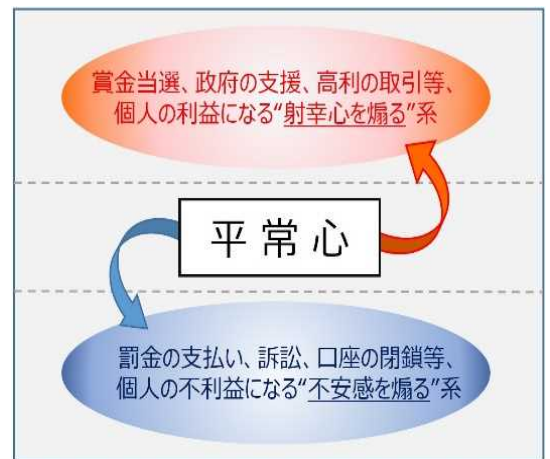 賞金当選、政府の支援、高利の取引等、
個人の利益になる“射幸心を煽る”系
平常心
罰金の支払い、訴訟、口座の閉鎖等、
個人の不利益になる“不安感を煽る”系